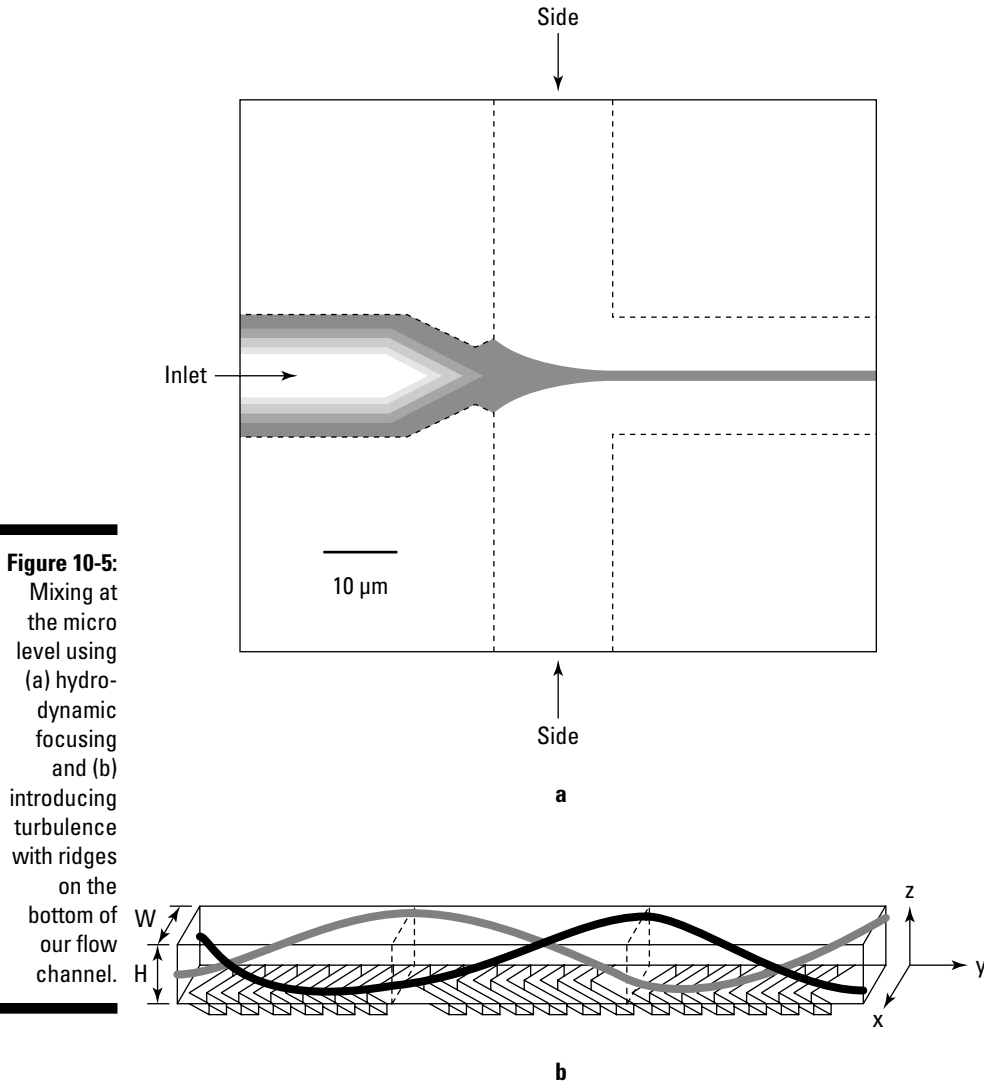 Side
Inlet
10 µm
Side
a
Figure 10-5:
Mixing at
the micro
level using
(a) hydro-
dynamic
focusing
and (b)
introducing
turbulence
with ridges
on the
bottom of
our flow
channel.
W
H
z
y
x
b